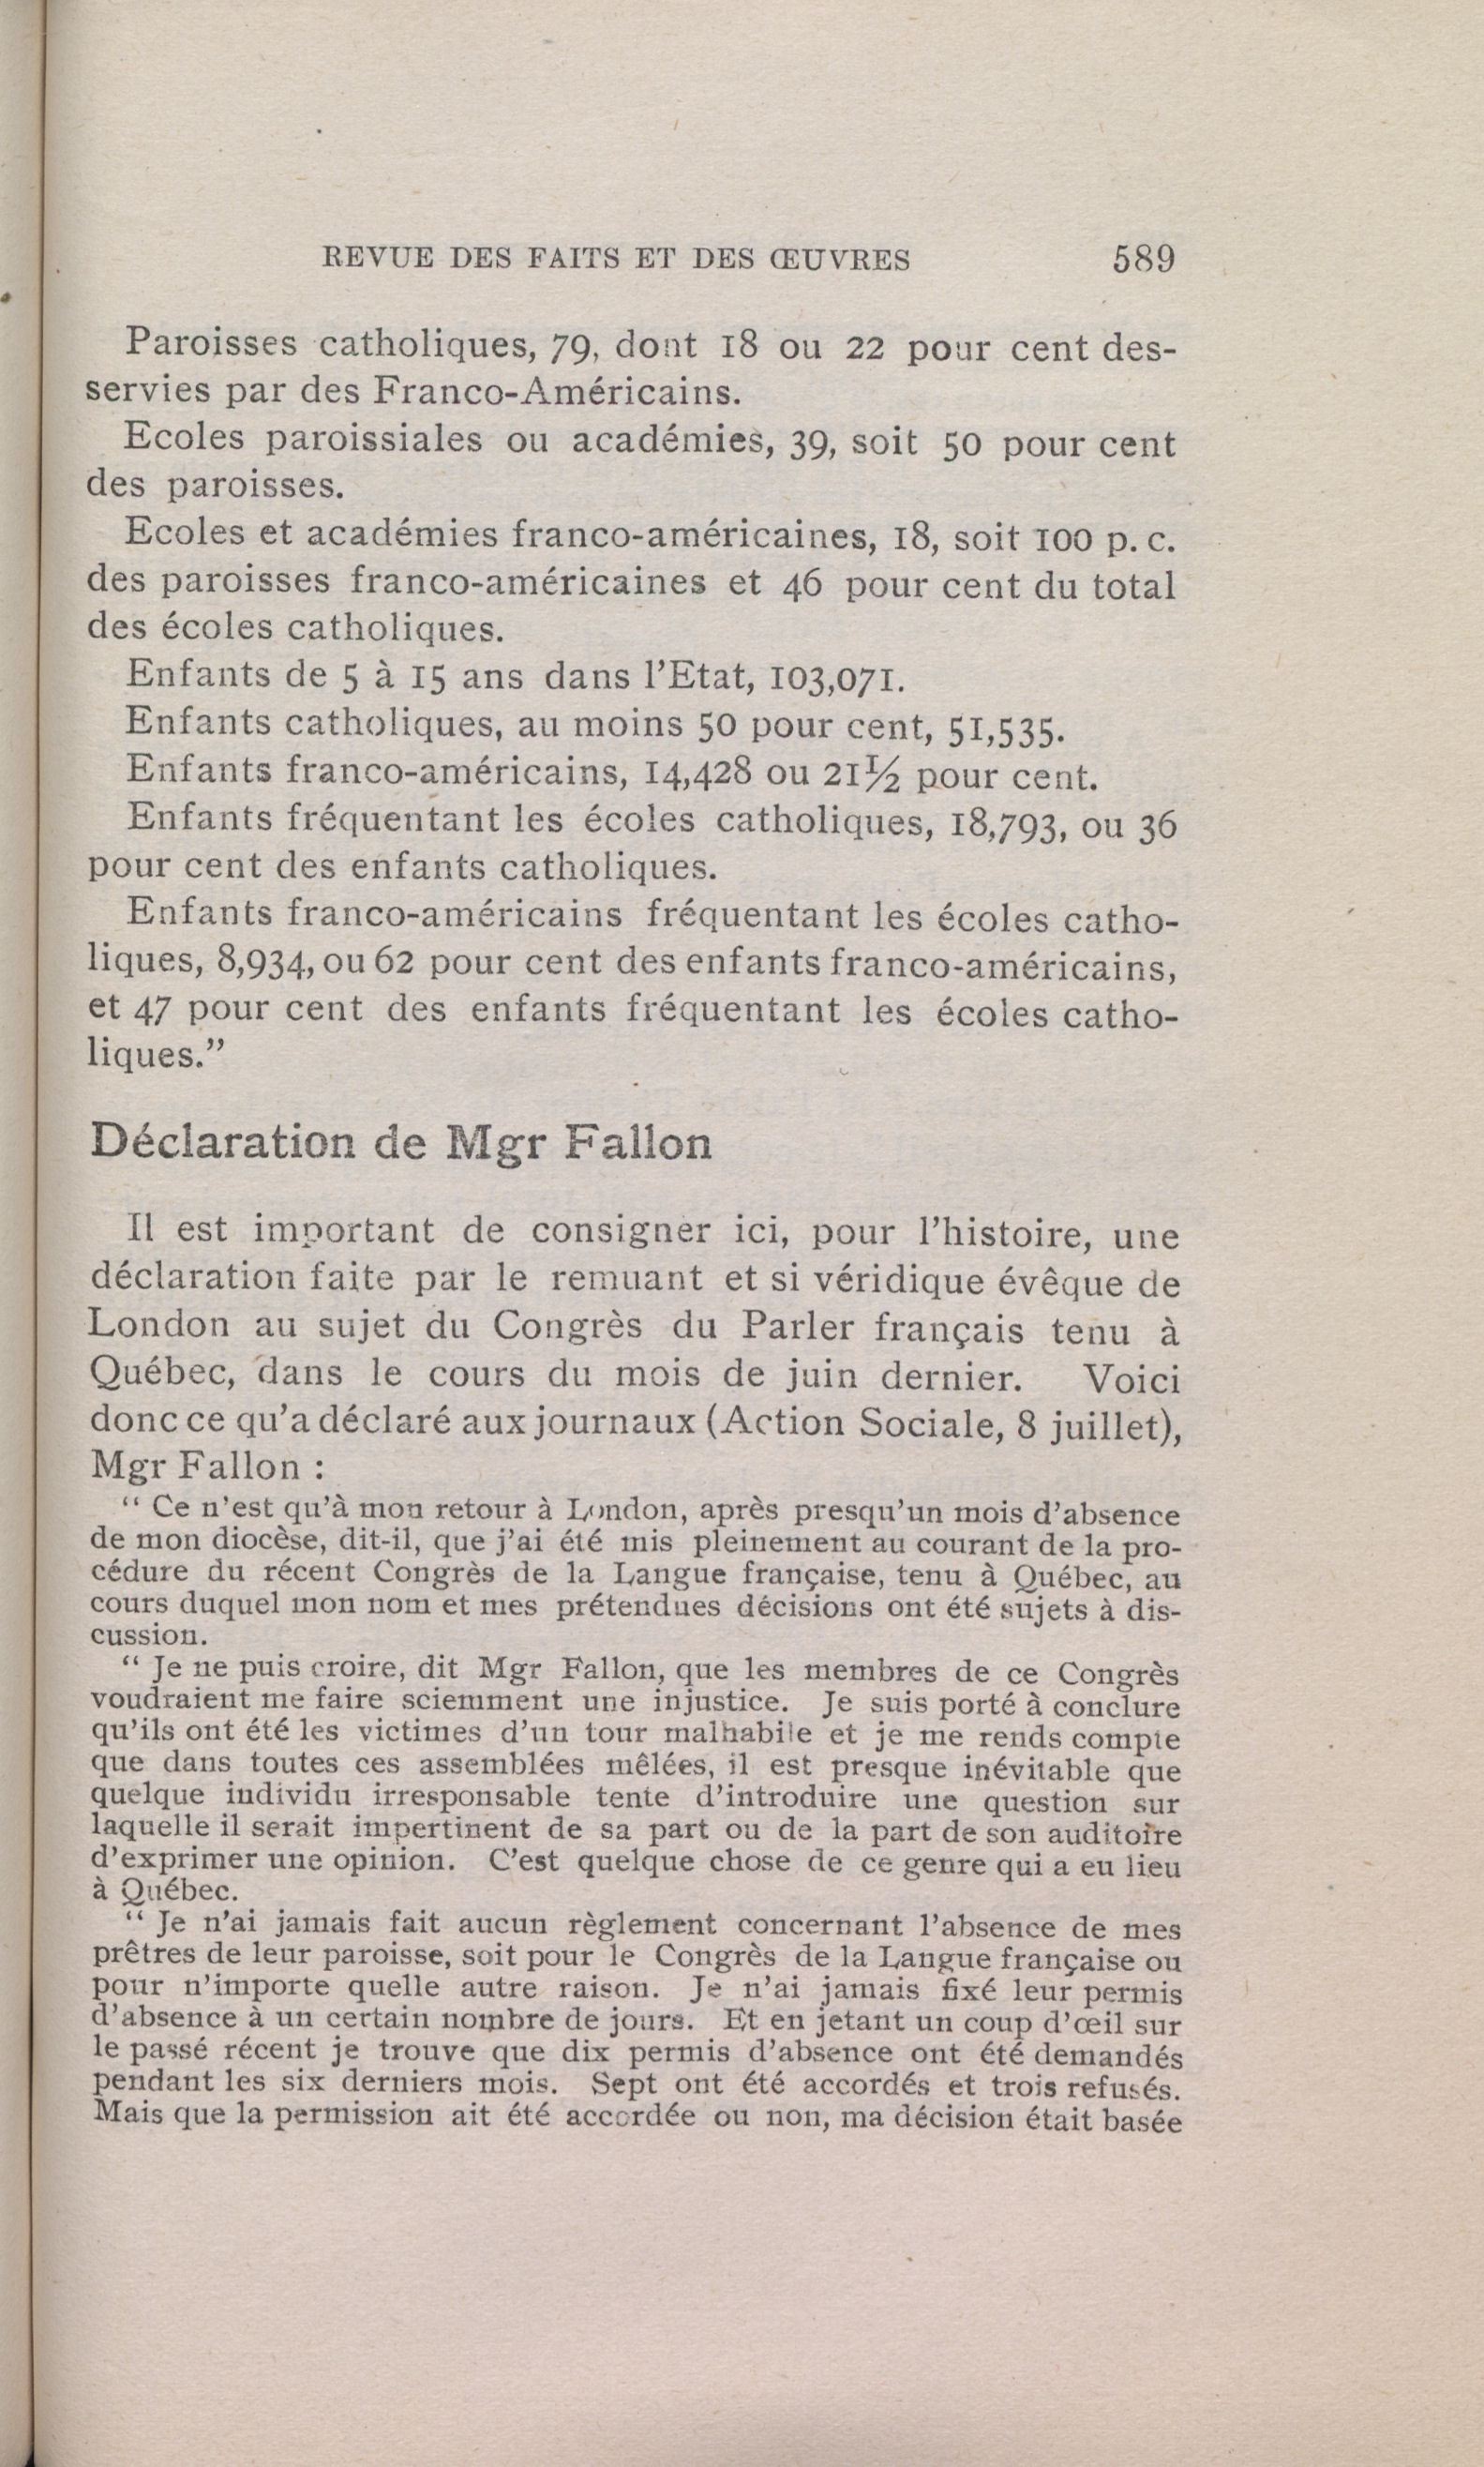 REVUE DES FAITS ET DES ŒUVRES 589
Paroisses catholiques, 79, dont 18 ou 22 pour cent des-
servies par des Franco-Américains.
Ecoles paroissiales ou académies, 39, soit 50 pour cent
des paroisses.
Ecoles et académies franco-américaines, 18, soit 100 p. c.
des paroisses franco-américaines et 46 pour cent du total
des écoles catholiques.
Enfants de 5 à 15 ans dans l’Etat, 103,071.
Enfants catholiques, au moins 50 pour cent, 51,535.
Enfants franco-américains, 14,428 ou 21½ pour cent.
Enfants fréquentant les écoles catholiques, 18,793, ou 36
pour cent des enfants catholiques.
Enfants franco-américains fréquentant les écoles catho-
liques, 8,934, ou 62 pour cent des enfants franco-américains,
et 47 pour cent des enfants fréquentant les écoles catho-
liques.”
Déclaration de Mgr Fallon
Il est important de consigner ici, pour l’histoire, une
déclaration faite par le remuant et si véridique évêque de
London au sujet du Congrès du Parler français tenu à
Québec, dans le cours du mois de juin dernier. Voici
donc ce qu’a déclaré aux journaux (Action Sociale, 8 juillet),
Mgr Fallon :
“ Ce n’est qu’à mon retour à London, après presqu’un mois d’absence
de mon diocèse, dit-il, que j’ai été mis pleinement au courant de la pro-
cédure du récent Congrès de la Langue française, tenu à Québec, au
cours duquel mon nom et mes prétendues décisions ont été sujets à dis-
cussion.
“ Je ne puis croire, dit Mgr Fallon, que les membres de ce Congrès
voudraient me faire sciemment une injustice. Je suis porté à conclure
qu’ils ont été les victimes d’un tour malhabile et je me rends compte
que dans toutes ces assemblées mêlées, il est presque inévitable que
quelque individu irresponsable tente d’introduire une question sur
laquelle il serait impertinent de sa part ou de la part de son auditoire
d’exprimer une opinion. C’est quelque chose de ce genre qui a eu lieu
à Québec.
“ Je n’ai jamais fait aucun règlement concernant l’absence de mes
prêtres de leur paroisse, soit pour le Congrès de la Langue française ou
pour n’importe quelle autre raison. Je n’ai jamais fixé leur permis
d’absence à un certain nombre de jours. Et en jetant un coup d’œil sur
le passé récent je trouve que dix permis d’absence ont été demandés
pendant les six derniers mois. Sept ont été accordés et trois refusés.
Mais que la permission ait été accordée ou non, ma décision était basée